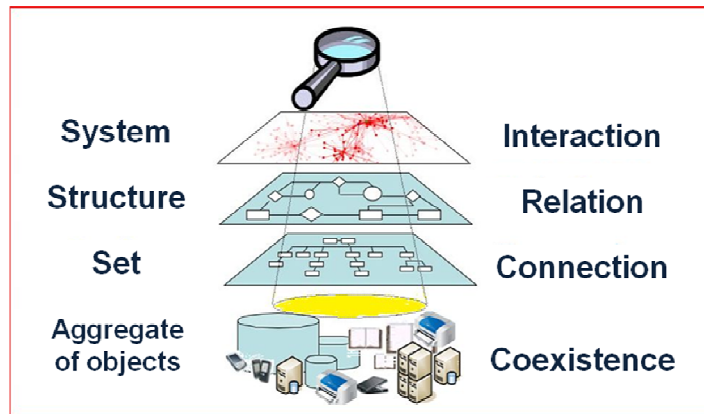 System
Interaction
Structure
Relation
Set
Connection
Aggregate
of objects
Coexistence